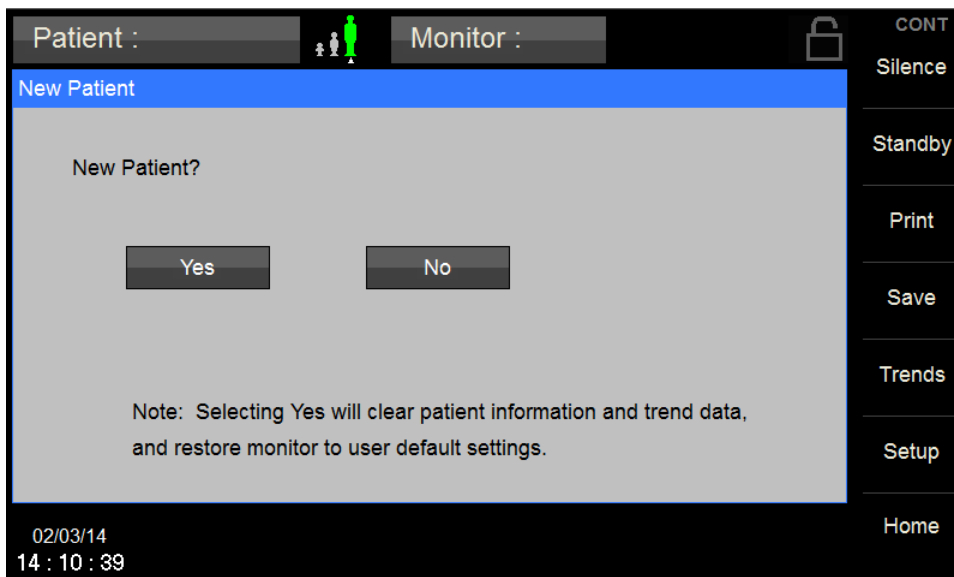 Patient :
Monitor :
CONT
Silence
New Patient
Standby
New Patient?
Print
Yes
No
Save
Trends
Note: Selecting Yes will clear patient information and trend data,
and restore monitor to user default settings.
Setup
Home
02/03/14
14 : 10 : 39